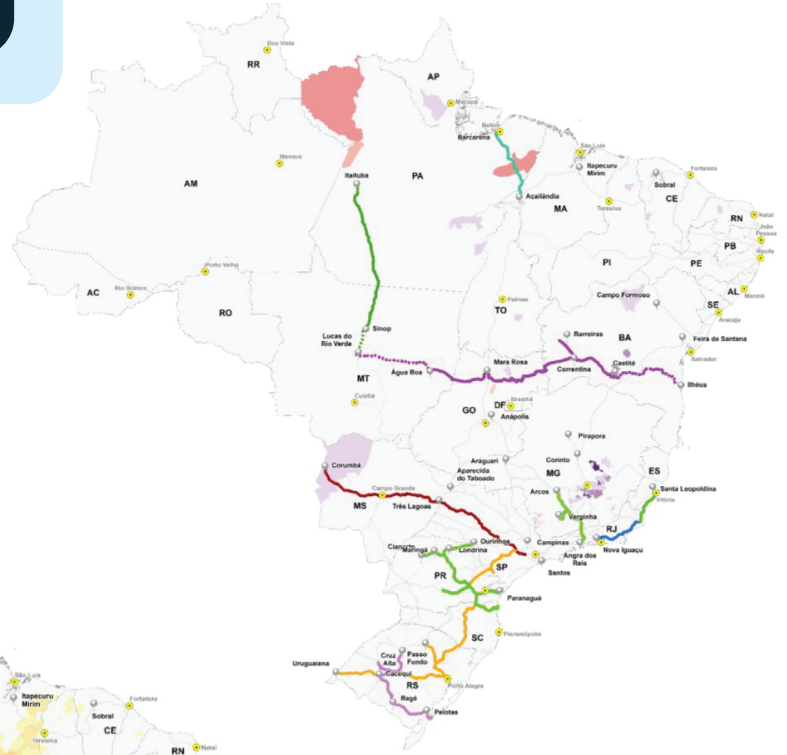 Boa Vista
RR
AP
Macapá
Belém
Barcarena
São Luís
Manaus
Itapecuru
Mirim
Itaituba
Fortaleza
Sobral
AM
PA
CE
Açailândia
Teresina
MA
RN
Natal
João
Pessoa
PB
Recife
PI
PE
Porto Velho
AC
Rio Branco
AL
Maceió
Campo Formoso
Palmas
TO
SE
Aracaju
RO
Sinop
Lucas do
Rio Verde
Barreiras
BA
Feira de Santana
Salvador
Mara Rosa
Caetité
Água Boa
Correntina
MT
Ilhéus
Cuiabá
GO
DF
Brasília
Anápolis
Pirapora
Araguari
Corinto
Corumbá
Aparecida
do Taboado
MG
ES
Campo Grande
Arcos
Santa Leopoldina
Vitória
MS
Três Lagoas
Varginha
RJ
Cianorte
Maringá
Ourinhos
Londrina
Campinas
Angra dos
Reis
Nova Iguaçu
SP
Santos
PR
Paranaguá
SC
Florianópolis
Cruz
Alta
Passo
Fundo
Uruguaiana
Cacequi
RS
Porto Alegre
Bagé
Pelotas
São Luís
Itapecuru
Mirim
Fortaleza
Sobral
CE
Teresina
RN
Natal